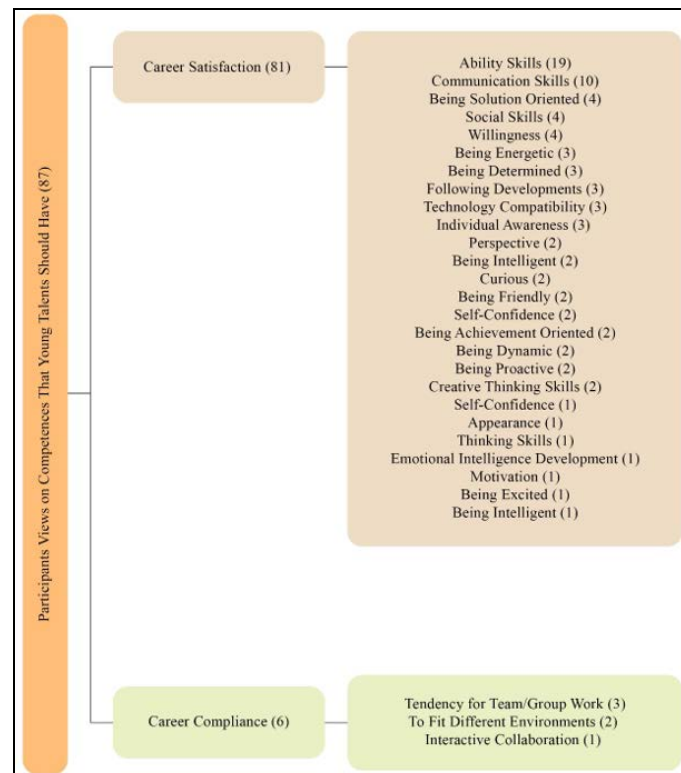 Participants Views on Competences That Young Talents Should Have (87)
Career Satisfaction (81)
Ability Skills (19)
Communication Skills (10)
Being Solution Oriented (4)
Social Skills (4)
Willingness (4)
Being Energetic (3)
Being Determined (3)
Following Developments (3)
Technology Compatibility (3)
Individual Awareness (3)
Perspective (2)
Being Intelligent (2)
Curious (2)
Being Friendly (2)
Self-Confidence (2)
Being Achievement Oriented (2)
Being Dynamic (2)
Being Proactive (2)
Creative Thinking Skills (2)
Self-Confidence (1)
Appearance (1)
Thinking Skills (1)
Emotional Intelligence Development (1)
Motivation (1)
Being Excited (1)
Being Intelligent (1)
Career Compliance (6)
Tendency for Team/Group Work (3)
To Fit Different Environments (2)
Interactive Collaboration (1)